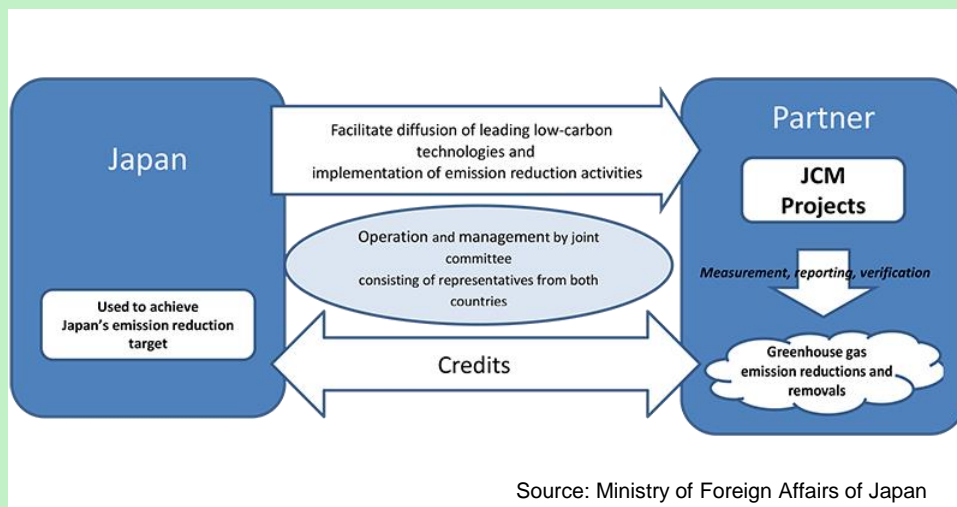 Japan
Used to achieve
Japan's emission reduction
target
Facilitate diffusion of leading low-carbon
technologies and
implementation of emission reduction activities
Operation and management by joint
committee
consisting of representatives from both
countries
Credits
Partner
JCM
Projects
Measurement, reporting, verification
Greenhouse gas
emission reductions and
removals
Source: Ministry of Foreign Affairs of Japan